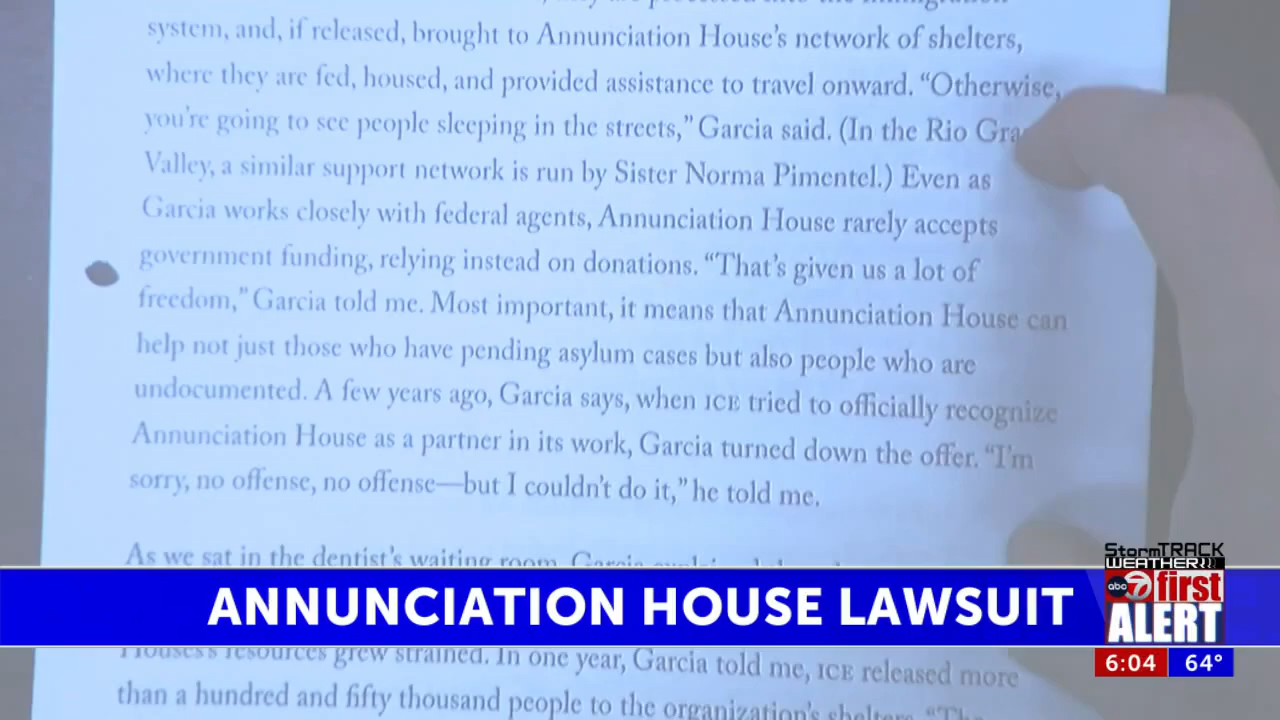 system, and, if released, brought to Annunciation House's network of shelters,
where they are fed, housed, and provided assistance to travel onward. “Otherwise,
you're going to see people sleeping in the streets,” Garcia said. (In the Rio
Valley, a similar support network is run by Sister Norma Pimentel.) Even as
Garcia works closely with federal agents, Annunciation House rarely accepts
government funding, relying instead on donations. “That's given us a lot of
freedom,” Garcia told me. Most important, it means that Annunciation House can
help not just those who have pending asylum cases but also people who are
undocumented. A few years ago, Garcia says, when ICE tried to officially recognize
Annunciation House as a partner in its work, Garcia turned down the offer. “I'm
sorry, no offense, no offense—but I couldn't do it,” he told me.
As we sat in the dentist's waiting room, Garcia
ANNUNCIATION HOUSE LAWSUIT
StormTRACK
WEATHER
abc 7 first
ALERT
6:04 64°
resources grew strained. In one year, Garcia told me, ICE released more
than a hundred and fifty thousand people to the organization's shelters.